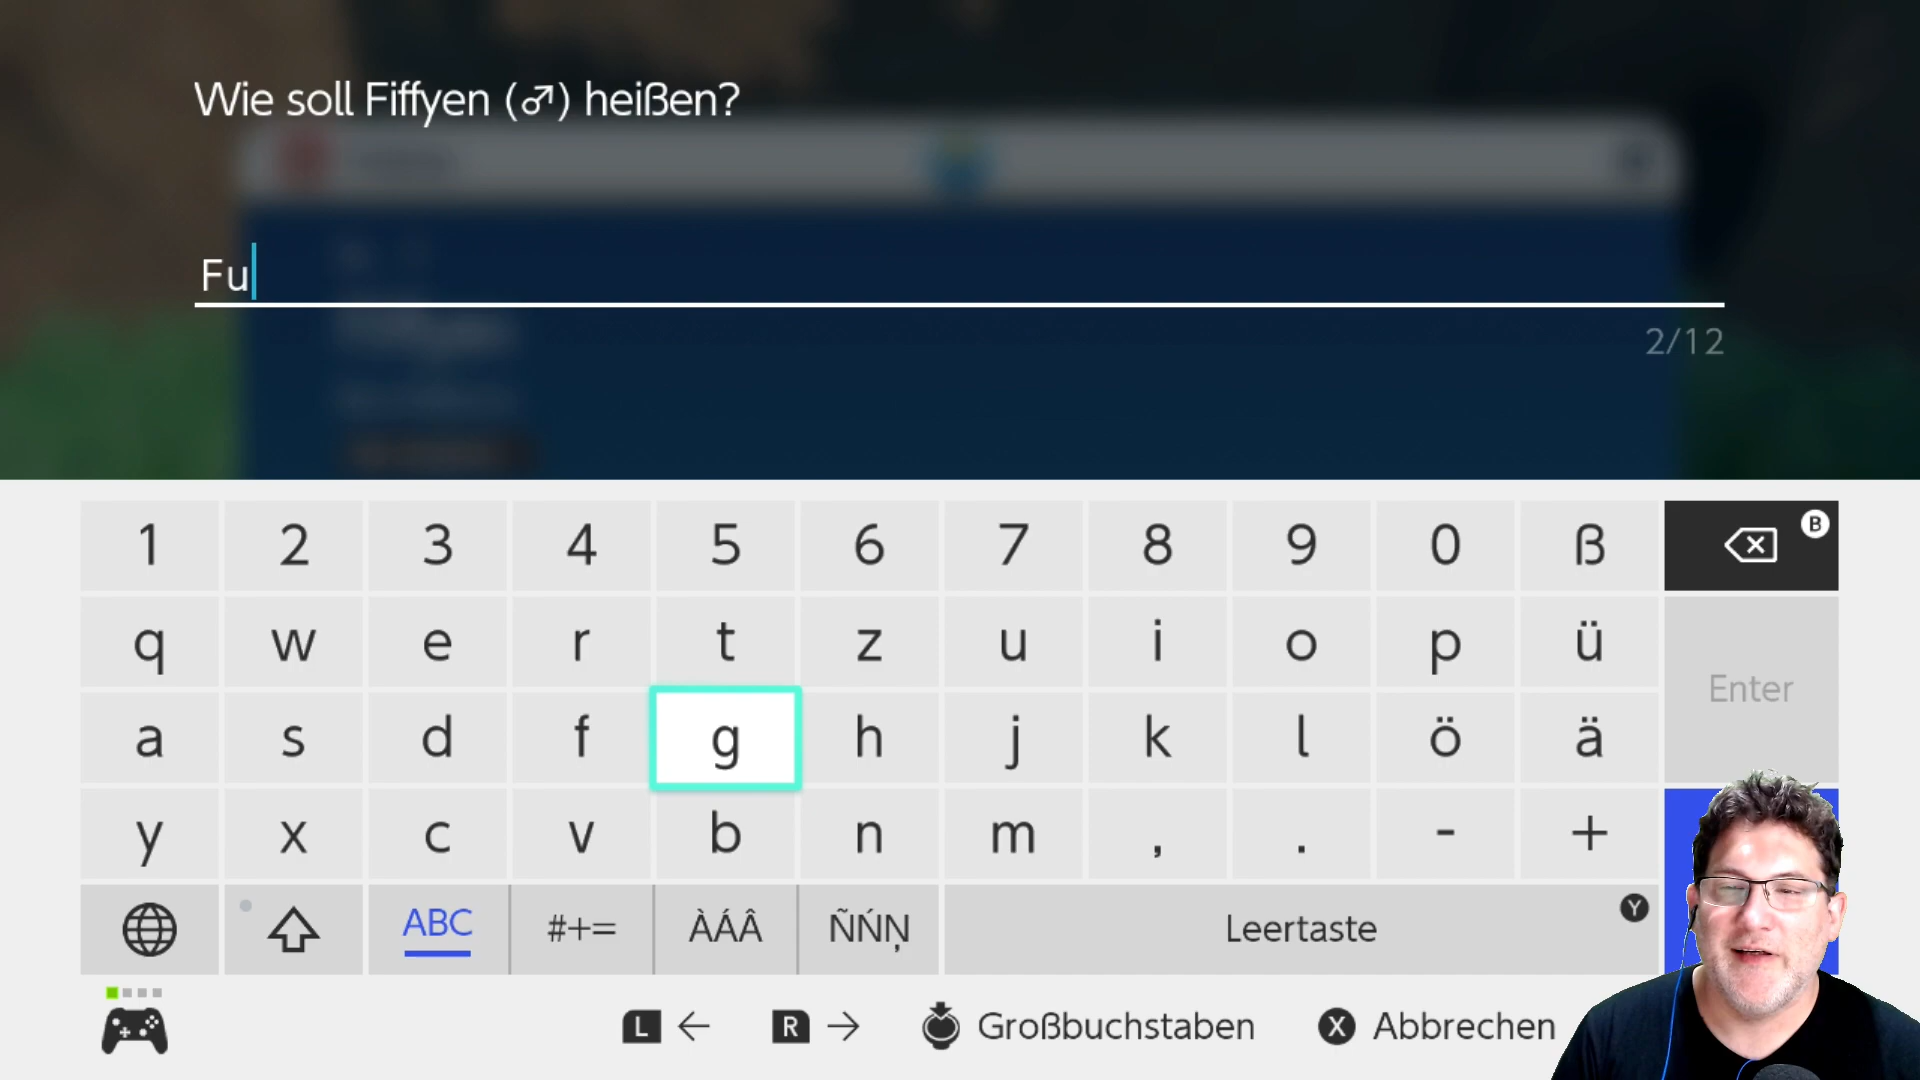 Wie soll Fiffyen (♂) heißen?
Fu
2/12
1 2 3 4 5 6 7 8 9 0 ß B
q w e r t z u i o p ü
Enter
a s d f g h j k l ö ä
y x c v b n m , . - +
ABC #+= ÀÁÂ ÑŃŅ Leertaste Y
L ← R → Großbuchstaben X Abbrechen